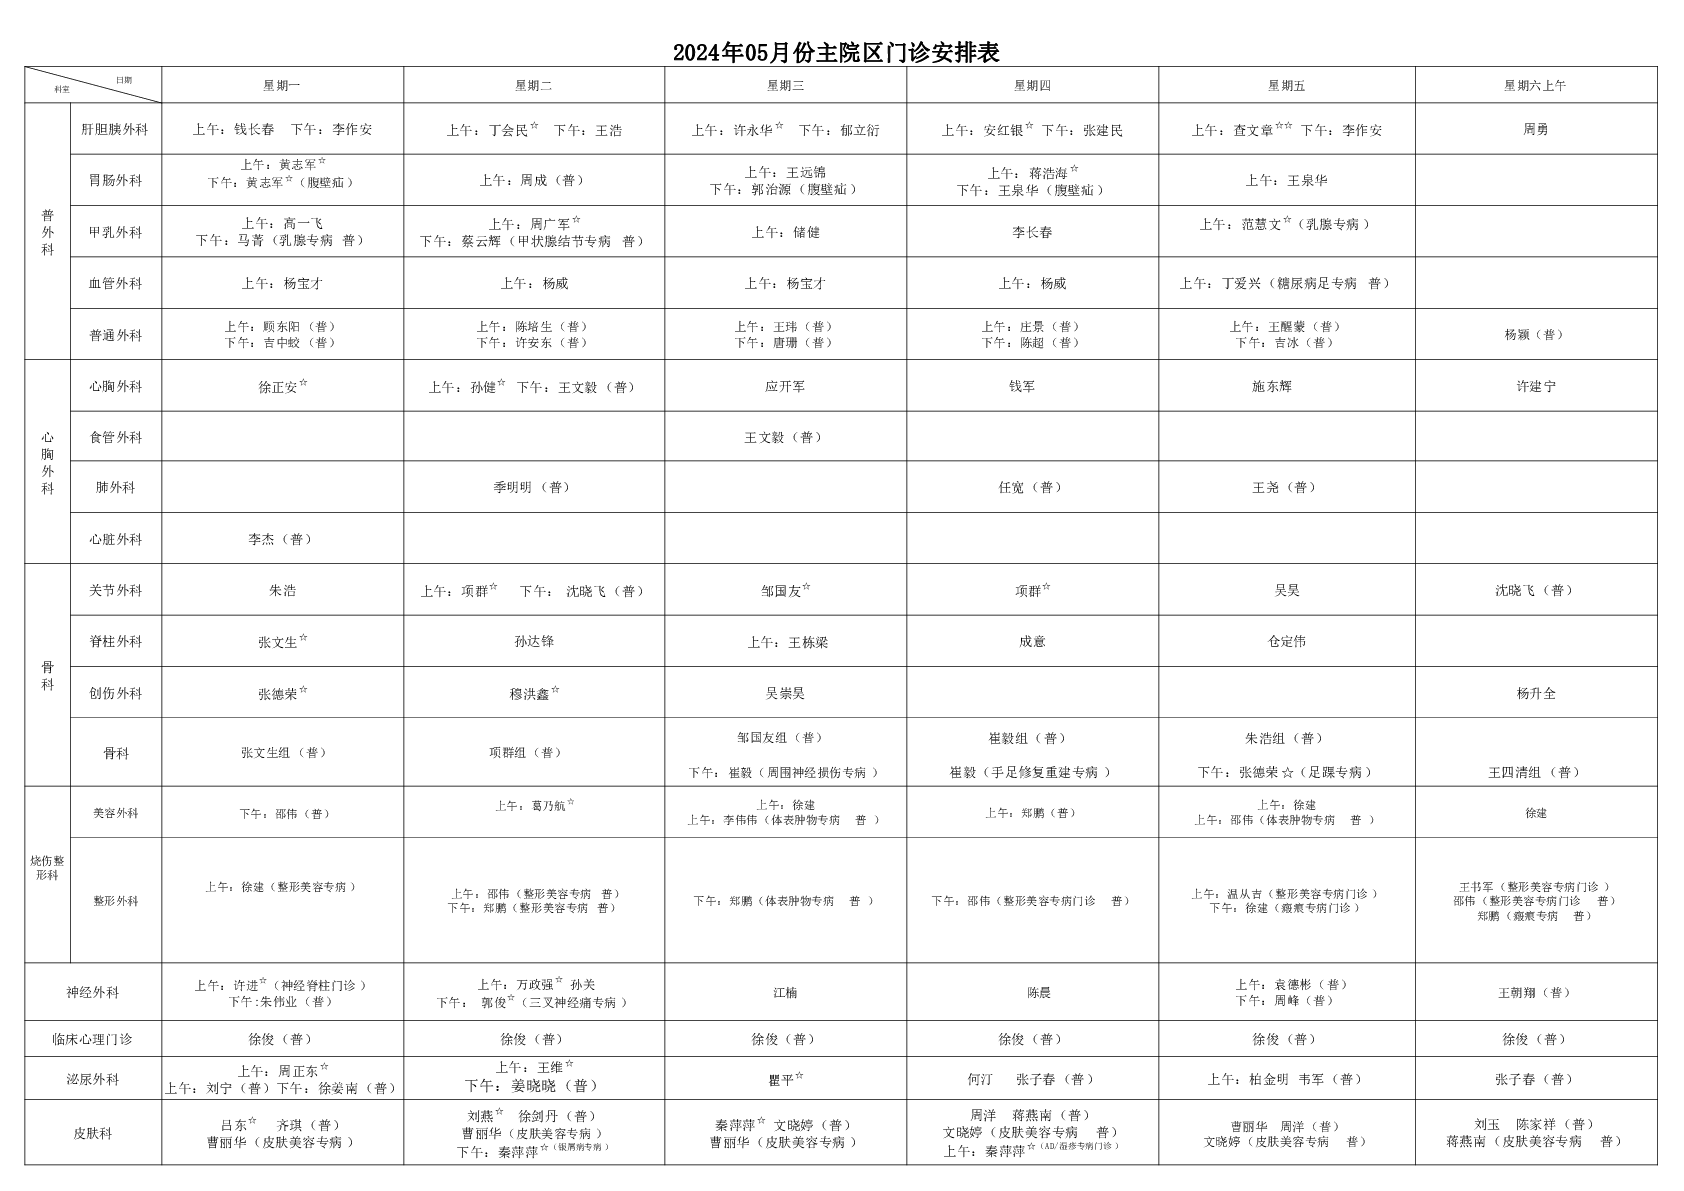 2024年05月份主院区门诊安排表
日期
科室
星期一 星期二 星期三 星期四 星期五 星期六上午
普外科
肝胆胰外科 上午：钱长春 下午：李作安 上午：丁会民☆ 下午：王浩 上午：许永华☆ 下午：郁立衍 上午：安红银☆ 下午：张建民 上午：查文章☆☆ 下午：李作安 周勇
胃肠外科
上午：黄志军☆
下午：黄志军☆（腹壁疝）
上午：周成（普）
上午：王远锦
下午：郭治源（腹壁疝）
上午：蒋浩海☆
下午：王泉华（腹壁疝）
上午：王泉华
甲乳外科
上午：高一飞
下午：马菁（乳腺专病 普）
上午：周广军☆
下午：蔡云辉（甲状腺结节专病 普）
上午：储健
李长春
上午：范慧文☆（乳腺专病）
血管外科 上午：杨宝才 上午：杨威 上午：杨宝才 上午：杨威 上午：丁爱兴（糖尿病足专病 普）
普通外科
上午：顾东阳（普）
下午：吉中蛟（普）
上午：陈培生（普）
下午：许安东（普）
上午：王玮（普）
下午：唐珊（普）
上午：庄景（普）
下午：陈超（普）
上午：王醒蒙（普）
下午：吉冰（普）
杨颖（普）
心胸外科
心胸外科 徐正安☆ 上午：孙健☆ 下午：王文毅（普） 应开军 钱军 施东辉 许建宁
食管外科 王文毅（普）
肺外科 季明明（普） 任宽（普） 王尧（普）
心脏外科 李杰（普）
骨科
关节外科 朱浩 上午：项群☆ 下午： 沈晓飞（普） 邹国友☆ 项群☆ 吴昊 沈晓飞（普）
脊柱外科 张文生☆ 孙达锋 上午：王栋梁 成意 仓定伟
创伤外科 张德荣☆ 穆洪鑫☆ 吴崇昊 杨升全
骨科 张文生组（普） 项群组（普）
邹国友组（普）
下午：崔毅（周围神经损伤专病）
崔毅组（普）
崔毅（手足修复重建专病）
朱浩组（普）
下午：张德荣☆（足踝专病）
王四清组（普）
烧伤整
形科
美容外科 下午：邵伟（普） 上午：葛乃航☆
上午：徐建
上午：李伟伟（体表肿物专病 普）
上午：郑鹏（普）
上午：徐建
上午：邵伟（体表肿物专病 普）
徐建
整形外科 上午：徐建（整形美容专病）
上午：邵伟（整形美容专病 普）
下午：郑鹏（整形美容专病 普）
下午：郑鹏（体表肿物专病 普）
下午：邵伟（整形美容专病门诊 普）
上午：温从吉（整形美容专病门诊）
下午：徐建（瘢痕专病门诊）
王书军（整形美容专病门诊）
邵伟（整形美容专病门诊 普）
郑鹏（瘢痕专病 普）
神经外科
上午：许进☆（神经脊柱门诊）
下午:朱伟业（普）
上午：万政强☆ 孙美
下午： 郭俊☆（三叉神经痛专病）
江楠
陈晨
上午：袁德彬（普）
下午：周峰（普）
王朝翔（普）
临床心理门诊 徐俊（普） 徐俊（普） 徐俊（普） 徐俊（普） 徐俊（普） 徐俊（普）
泌尿外科
上午：周正东☆
上午：刘宁（普）下午：徐姜南（普）
上午：王维☆
下午：姜晓晓（普）
瞿平☆
何汀 张子春（普）
上午：柏金明 韦军（普）
张子春（普）
皮肤科
吕东☆ 齐琪（普）
曹丽华（皮肤美容专病）
刘燕☆ 徐剑丹（普）
曹丽华（皮肤美容专病）
下午：秦萍萍☆（银屑病专病）
秦萍萍☆ 文晓婷（普）
曹丽华（皮肤美容专病）
周洋 蒋燕南（普）
文晓婷（皮肤美容专病 普）
上午：秦萍萍☆（AD/湿疹专病门诊）
曹丽华 周洋（普）
文晓婷（皮肤美容专病 普）
刘玉 陈家祥（普）
蒋燕南（皮肤美容专病 普）